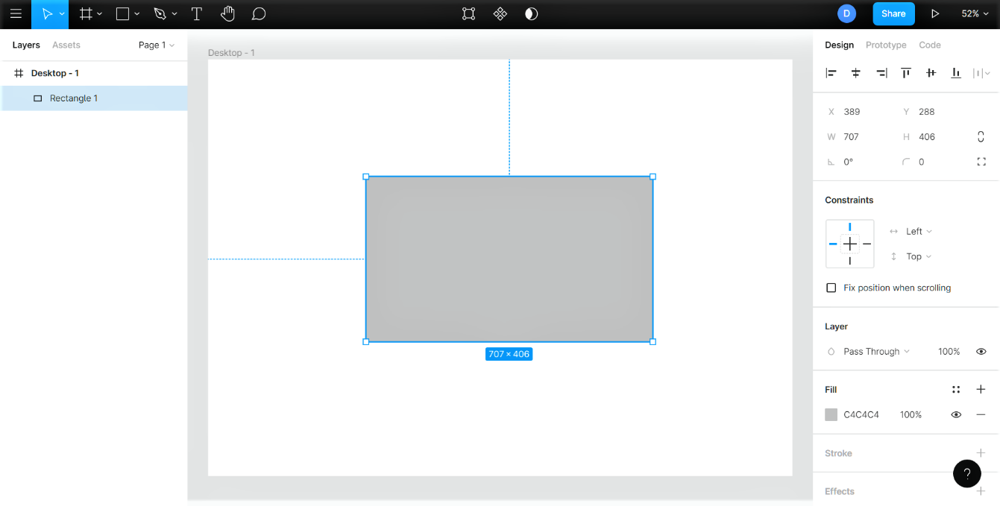 D
Share
52%
Layers
Assets
Page 1
Desktop - 1
Rectangle 1
Desktop - 1
707 × 406
Design
Prototype
Code
X 389
Y 288
W 707
H 406
0°
0
Constraints
Left
Top
Fix position when scrolling
Layer
Pass Through
100%
Fill
C4C4C4
100%
Stroke
Effects
?